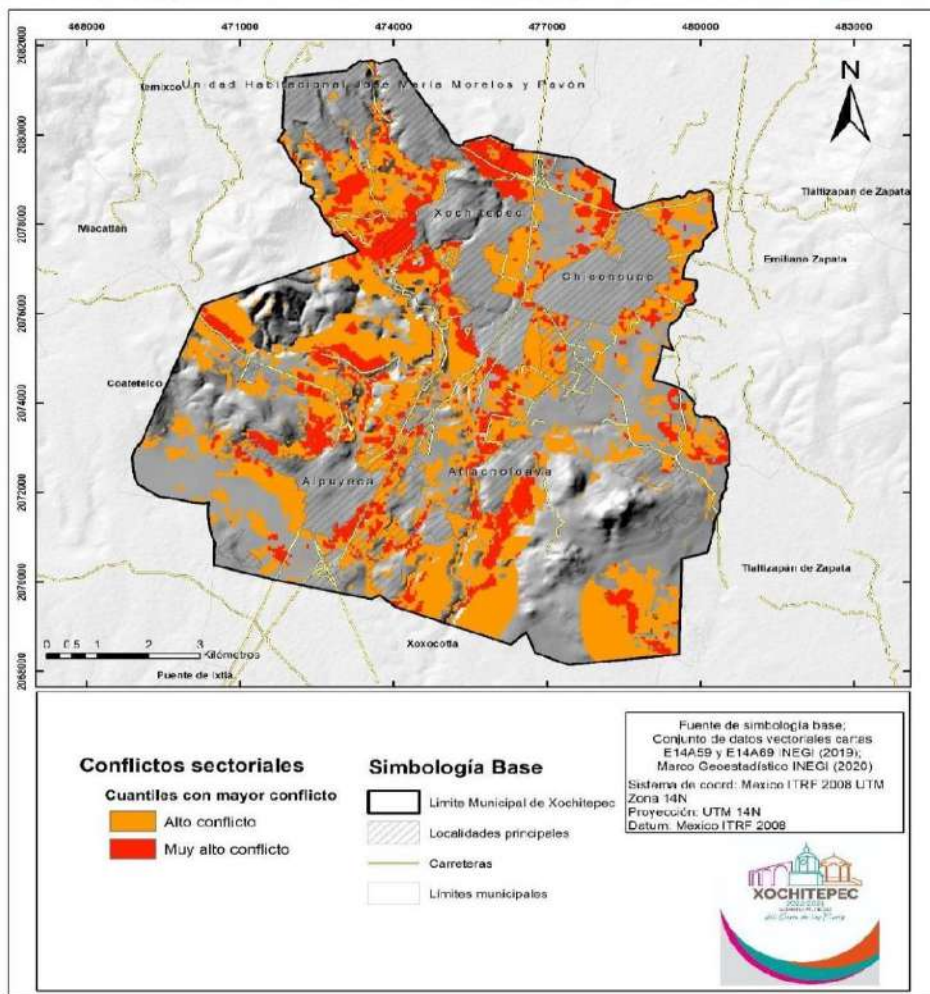 468000 471000 474000 477000 480000 483000
2082000
2080000
2078000
2076000
2074000
2072000
2070000
2068000
N
Temixco
Unidad Habitacional José María Morelos y Pavón
Tlaltizapán de Zapata
Miacatlán
Xochitepec
Emiliano Zapata
Chiconcuac
Coatetelco
Alpuyeca
Atlacholoaya
Tlaltizapán de Zapata
Xoxocotla
0 0.5 1 2 3
Kilómetros
Puente de Ixtla
Conflictos sectoriales
Cuantiles con mayor conflicto
Alto conflicto
Muy alto conflicto
Simbología Base
Límite Municipal de Xochitepec
Localidades principales
Carreteras
Límites municipales
Fuente de simbología base;
Conjunto de datos vectoriales cartas
E14A59 y E14A69 INEGI (2019);
Marco Geoestadístico INEGI (2020)
Sistema de coord: Mexico ITRF 2008 UTM
Zona 14N
Proyección: UTM 14N
Datum: Mexico ITRF 2008
XOCHITEPEC